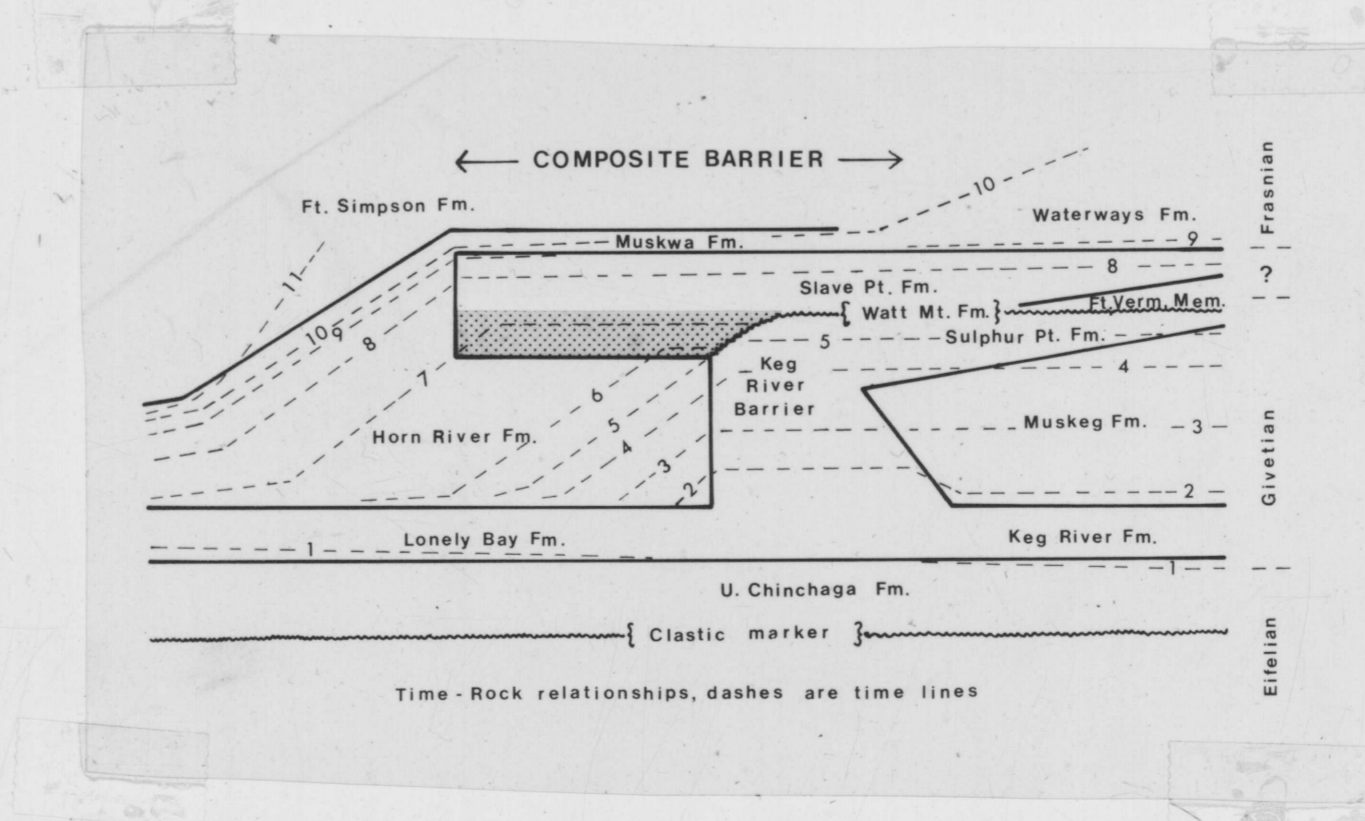 COMPOSITE BARRIER
Frasnian
10
Ft. Simpson Fm.
Waterways Fm.
Muskwa Fm.
9
8
?
11
Slave Pt. Fm.
Ft. Verm. Mem.
Watt Mt. Fm.
10
9
8
5
Sulphur Pt. Fm.
Keg
River
Barrier
4
7
6
5
4
3
2
Horn River Fm.
Muskeg Fm.
3
Givetian
2
Lonely Bay Fm.
Keg River Fm.
1
1
U. Chinchaga Fm.
Clastic marker
Eifelian
Time - Rock relationships, dashes are time lines